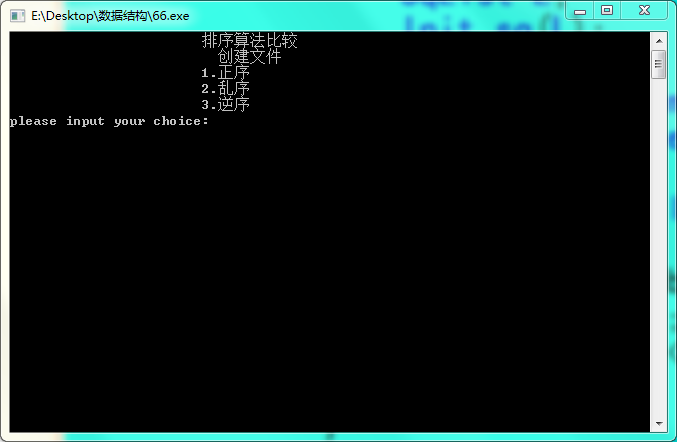 E:\Desktop\数据结构\66.exe
排序算法比较
创建文件
1.正序
2.乱序
3.逆序
please input your choice: